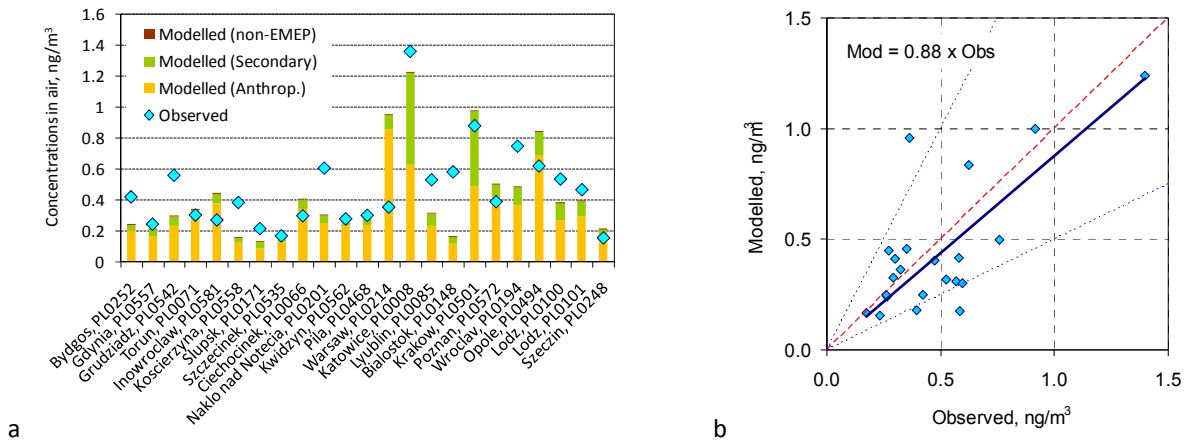 1.6
1.4
1.2
1
0.8
0.6
0.4
0.2
0
Concentrations in air, ng/m³
Modelled (non-EMEP)
Modelled (Secondary)
Modelled (Anthrop.)
Observed
Bydgos, PL0252
Gdynia, PL0557
Grudziadz, PL0542
Torun, PL0071
Inowroclaw, PL0581
Koscierzyna, PL0558
Slupsk, PL0171
Szczecinek, PL0535
Ciechocinek, PL0066
Naklo nad Notecia, PL0201
Kwidzyn, PL0562
Pila, PL0468
Warsaw, PL0214
Katowice, PL0008
Lyublin, PL0085
Bialostok, PL0148
Krakow, PL0501
Poznan, PL0572
Wroclav, PL0194
Opole, PL0494
Lodz, PL0100
Lodz, PL0101
Szeczin, PL0248
a
1.5
1.0
0.5
0.0
Modelled, ng/m³
Mod = 0.88 x Obs
0.0 0.5 1.0 1.5
Observed, ng/m³
b